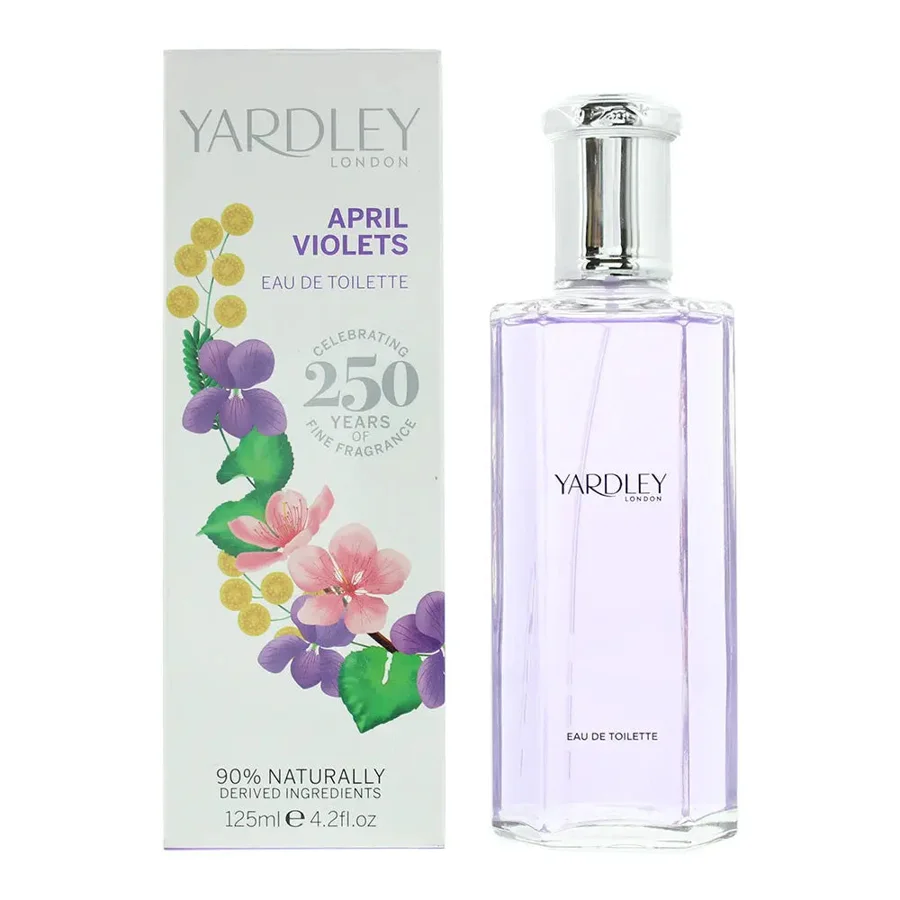 YARDLEY
LONDON
APRIL
VIOLETS
EAU DE TOILETTE
CELEBRATING
250
YEARS
OF
FINE FRAGRANCE
90% NATURALLY
DERIVED INGREDIENTS
125ml e 4.2fl.oz
YARDLEY
LONDON
EAU DE TOILETTE